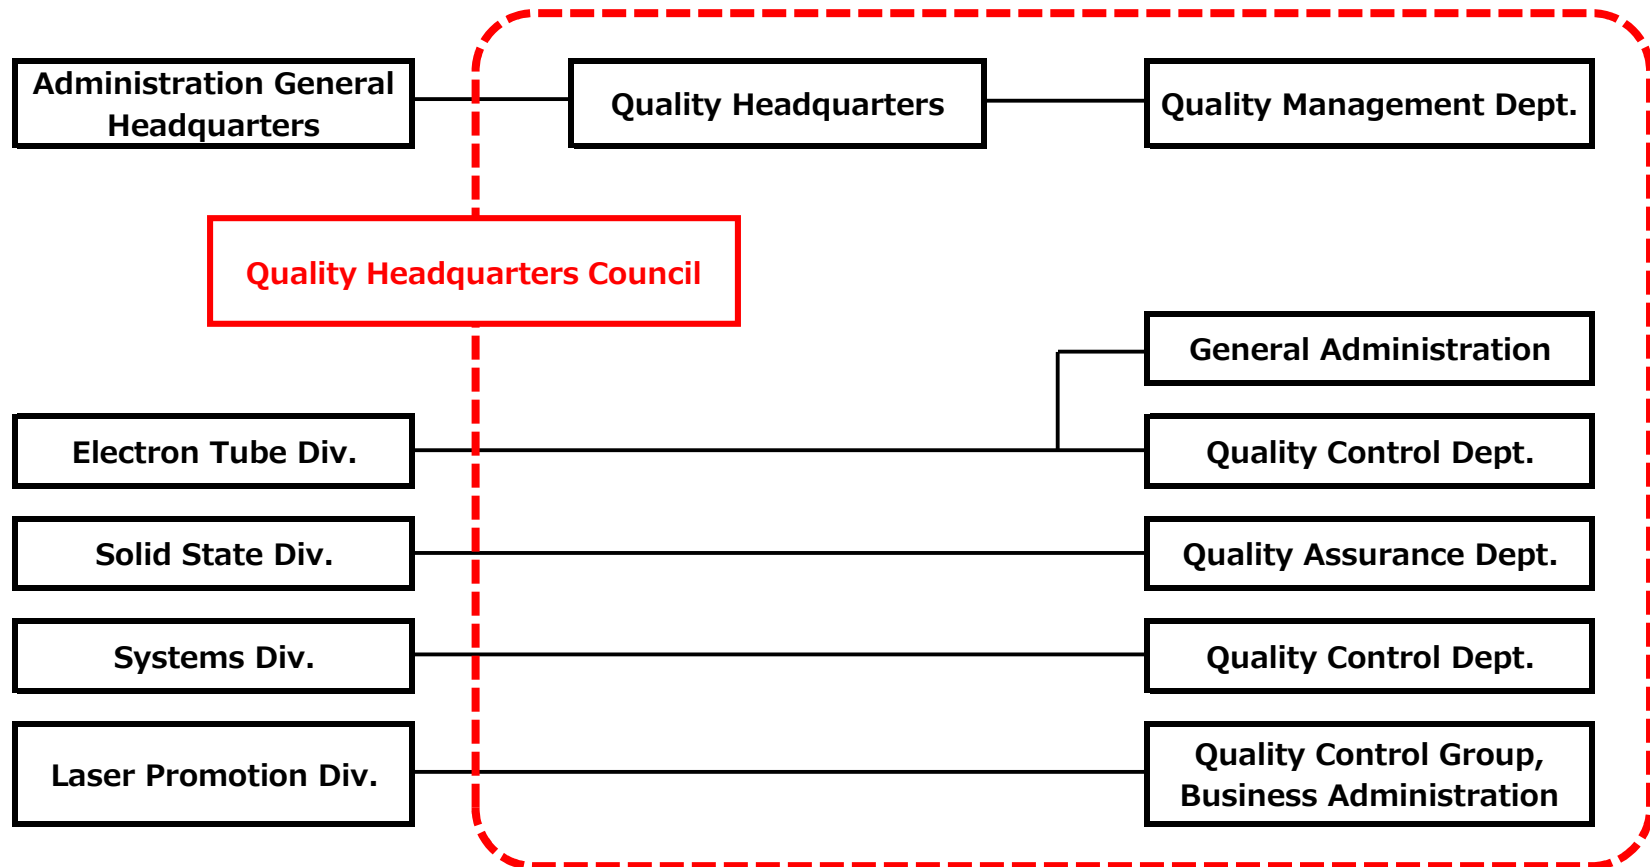 Administration General
Headquarters
Quality Headquarters
Quality Management Dept.
Quality Headquarters Council
General Administration
Electron Tube Div.
Quality Control Dept.
Solid State Div.
Quality Assurance Dept.
Systems Div.
Quality Control Dept.
Laser Promotion Div.
Quality Control Group,
Business Administration